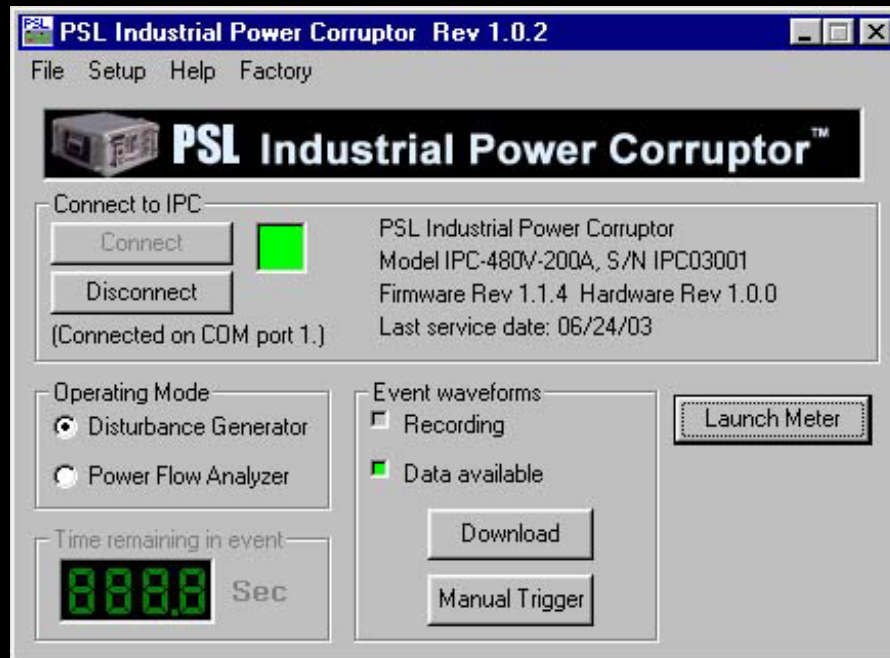 PSL
PSL Industrial Power Corruptor Rev 1.0.2
File Setup Help Factory
PSL Industrial Power Corruptor™
Connect to IPC
Connect
Disconnect
(Connected on COM port 1.)
PSL Industrial Power Corruptor
Model IPC-480V-200A, S/N IPC03001
Firmware Rev 1.1.4 Hardware Rev 1.0.0
Last service date: 06/24/03
Operating Mode
Disturbance Generator
Power Flow Analyzer
Time remaining in event
888.8 Sec
Event waveforms
Recording
Data available
Download
Manual Trigger
Launch Meter